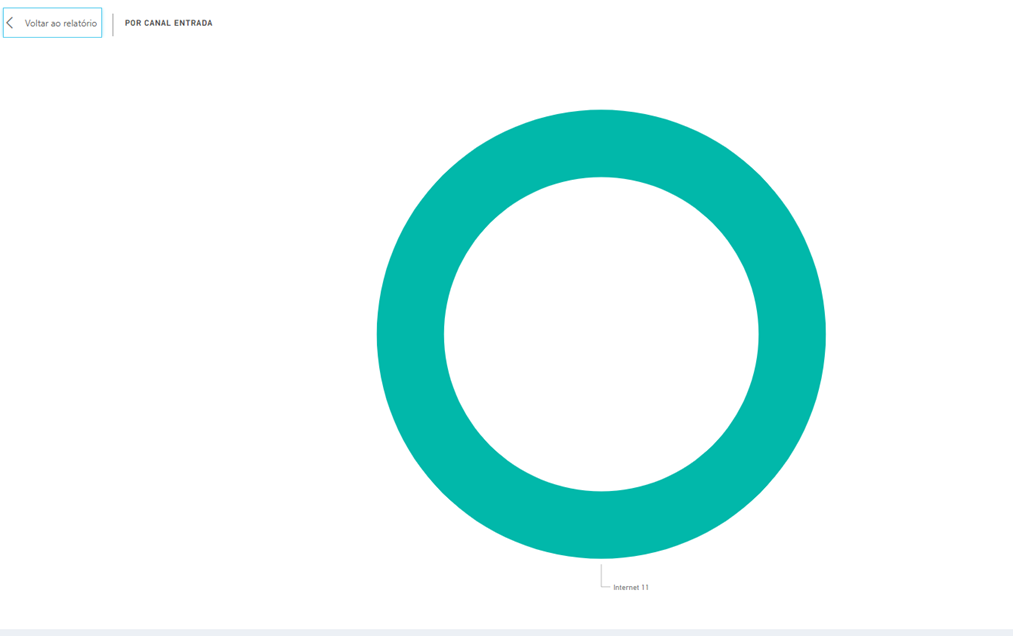 Voltar ao relatório
POR CANAL ENTRADA
Internet 11